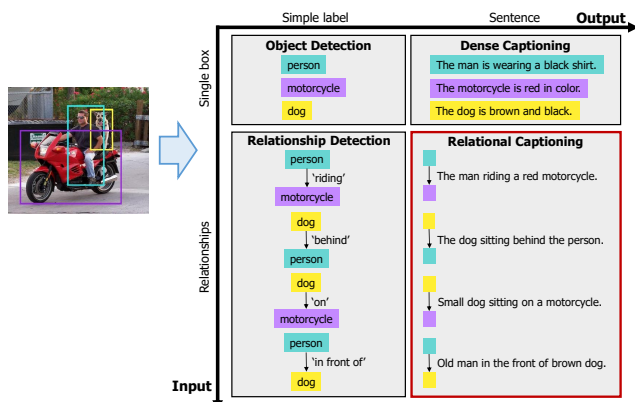 Simple label
Sentence
Output
Single box
Object Detection
person
motorcycle
dog
Dense Captioning
The man is wearing a black shirt.
The motorcycle is red in color.
The dog is brown and black.
Relationships
Relationship Detection
person
'riding'
motorcycle
dog
'behind'
person
dog
'on'
motorcycle
person
'in front of'
dog
Relational Captioning
The man riding a red motorcycle.
The dog sitting behind the person.
Small dog sitting on a motorcycle.
Old man in the front of brown dog.
Input